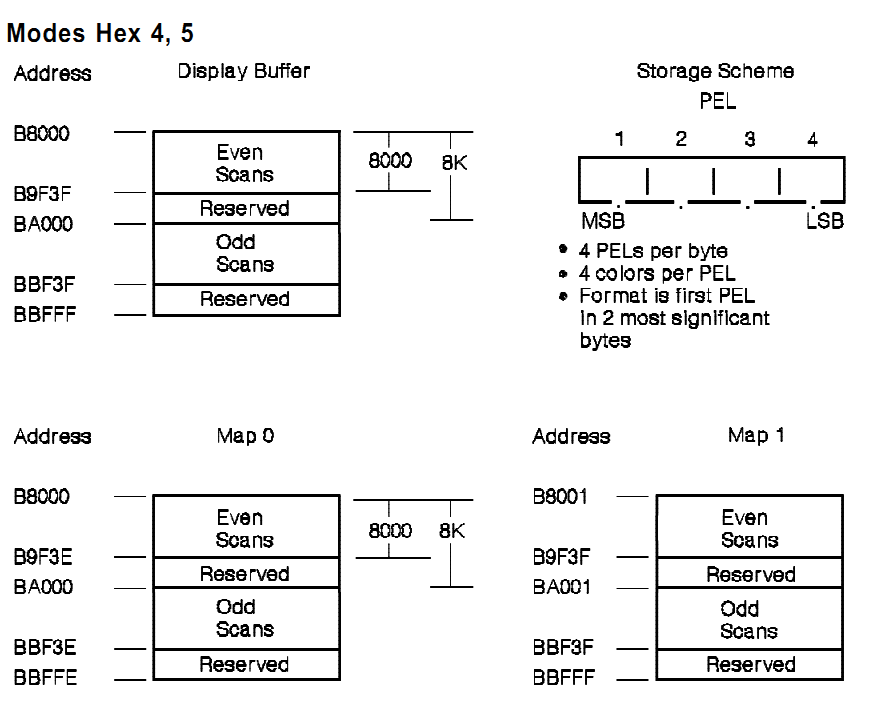 Modes Hex 4, 5
Address Display Buffer
B8000
Even
Scans
B9F3F
Reserved
BA000
Odd
Scans
BBF3F
Reserved
BBFFF
8000 8K
Storage Scheme
PEL
1 2 3 4
MSB LSB
• 4 PELs per byte
• 4 colors per PEL
• Format is first PEL
in 2 most significant
bytes
Address Map 0
B8000
Even
Scans
B9F3E
Reserved
BA000
Odd
Scans
BBF3E
Reserved
BBFFE
8000 8K
Address Map 1
B8001
Even
Scans
B9F3F
Reserved
BA001
Odd
Scans
BBF3F
Reserved
BBFFF